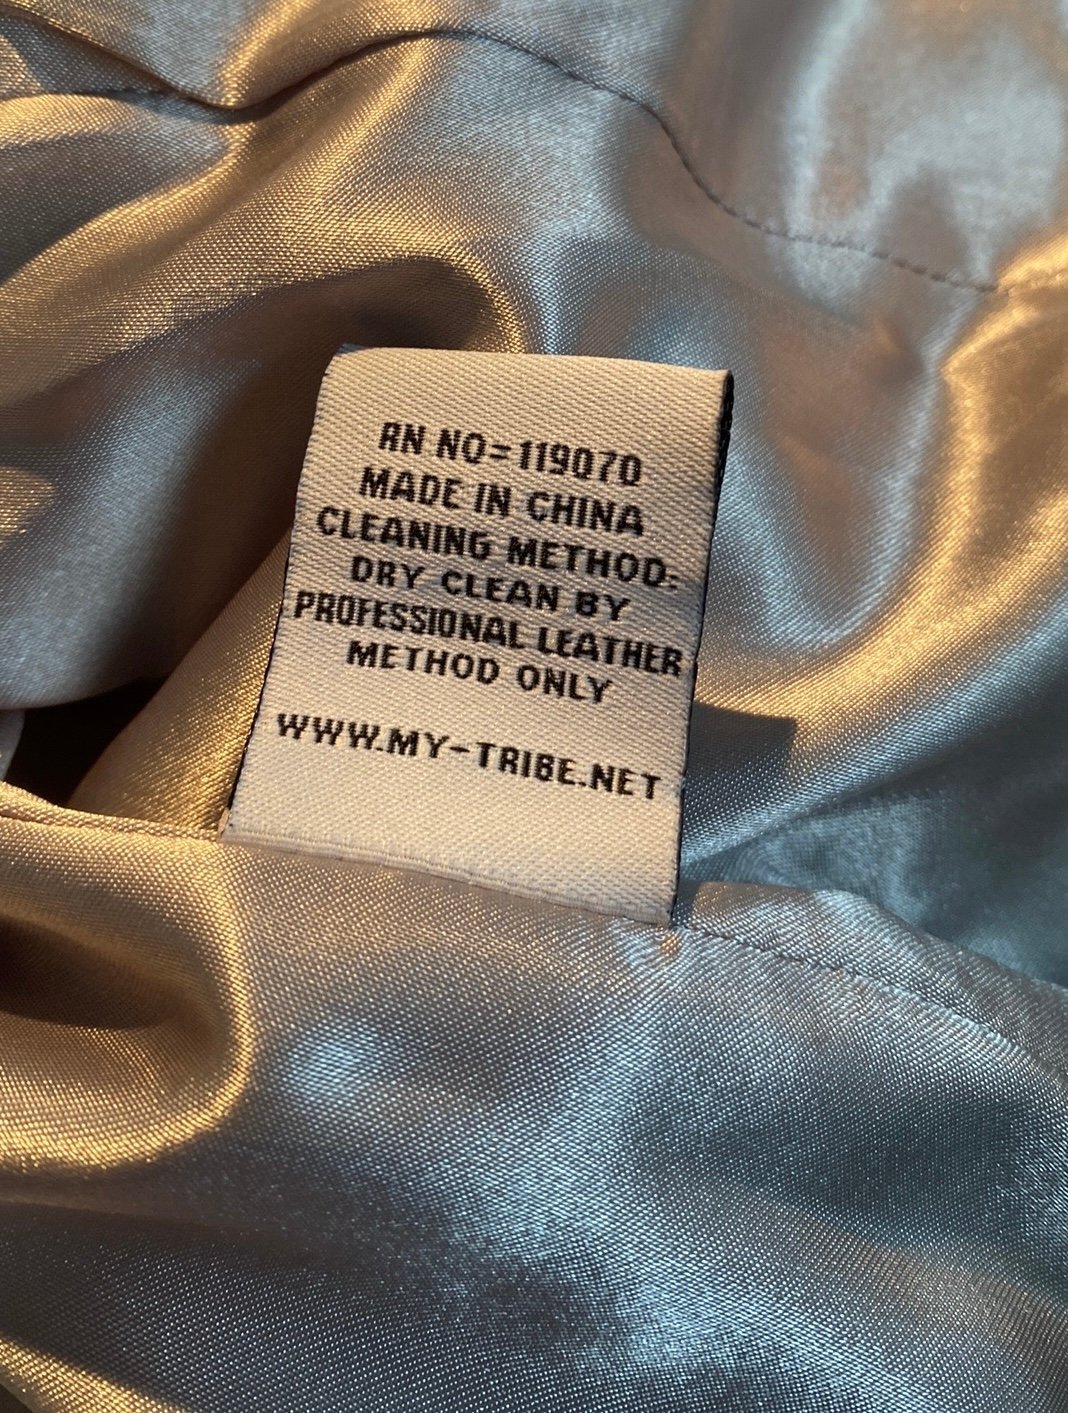 RN NO=119070
MADE IN CHINA
CLEANING METHOD:
DRY CLEAN BY
PROFESSIONAL LEATHER
METHOD ONLY
WWW.MY-TRIBE.NET